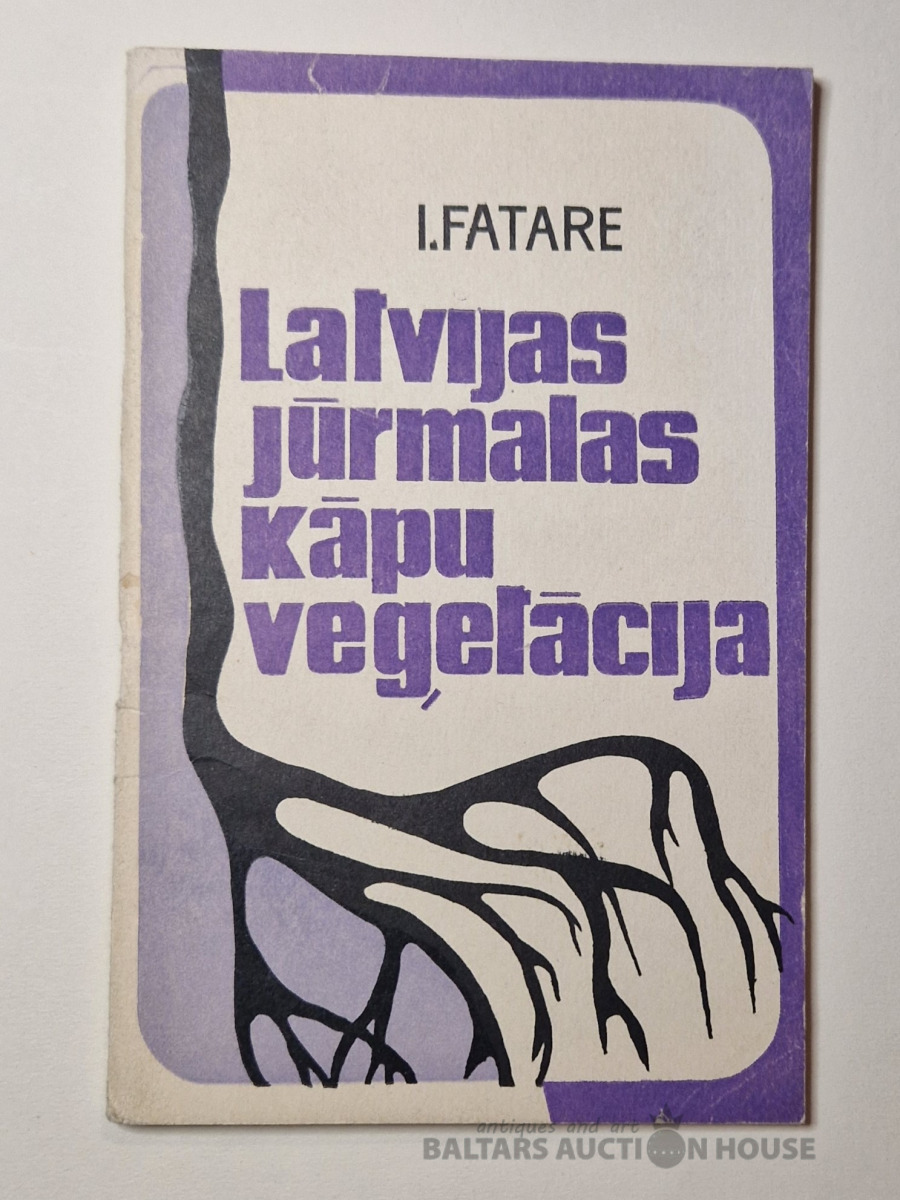 I.FATARE
Latvijas
jūrmalas
kāpu
veģetācija
antiques and art
BALTARS AUCTION HOUSE